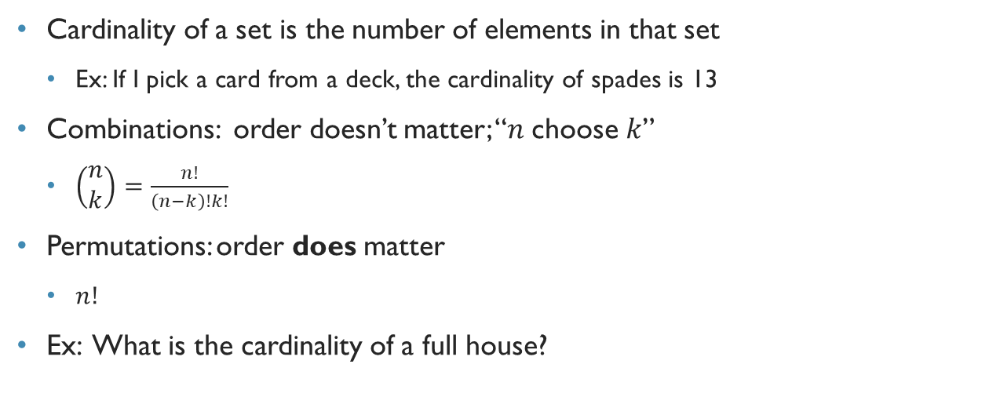 • Cardinality of a set is the number of elements in that set
• Ex: If I pick a card from a deck, the cardinality of spades is 13
• Combinations: order doesn’t matter; “n choose k”
• (n k) = n! / (n−k)!k!
• Permutations: order does matter
• n!
• Ex: What is the cardinality of a full house?